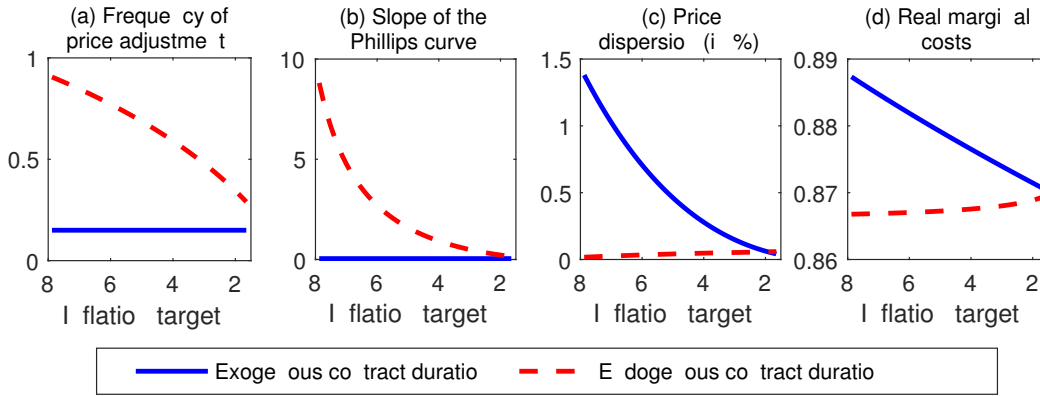 (a) Freque cy of
price adjustme t
(b) Slope of the
Phillips curve
(c) Price
dispersio (i %)
(d) Real margi al
costs
1
0.5
0
8 6 4 2
I flatio target
10
5
0
8 6 4 2
I flatio target
1.5
1
0.5
0
8 6 4 2
I flatio target
0.89
0.88
0.87
0.86
8 6 4 2
I flatio target
Exoge ous co tract duratio
E doge ous co tract duratio